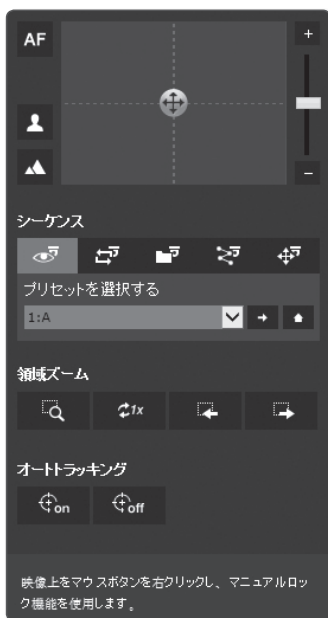 AF
+
−
シーケンス
プリセットを選択する
1:A
領域ズーム
1x
オートトラッキング
on off
映像上をマウスボタンを右クリックし、マニュアルロッ
ク機能を使用します。